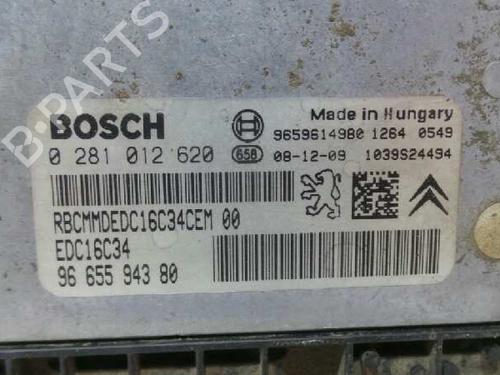 BOSCH
Made in Hungary
9659614980 1264 0549
0 281 012 620 658 08-12-09 1039S24494
RBCMMDEDC16C34CEM 00
EDC16C34
96 655 943 80
B-PARTS